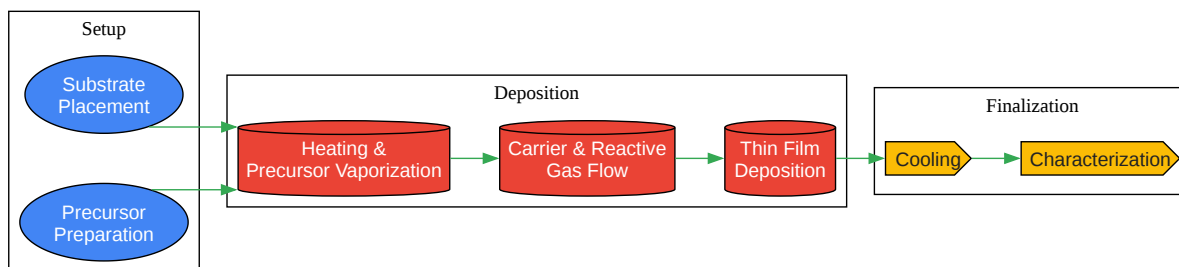 Setup
Substrate
Placement
Precursor
Preparation
Deposition
Heating &
Precursor Vaporization
Carrier & Reactive
Gas Flow
Thin Film
Deposition
Finalization
Cooling
Characterization